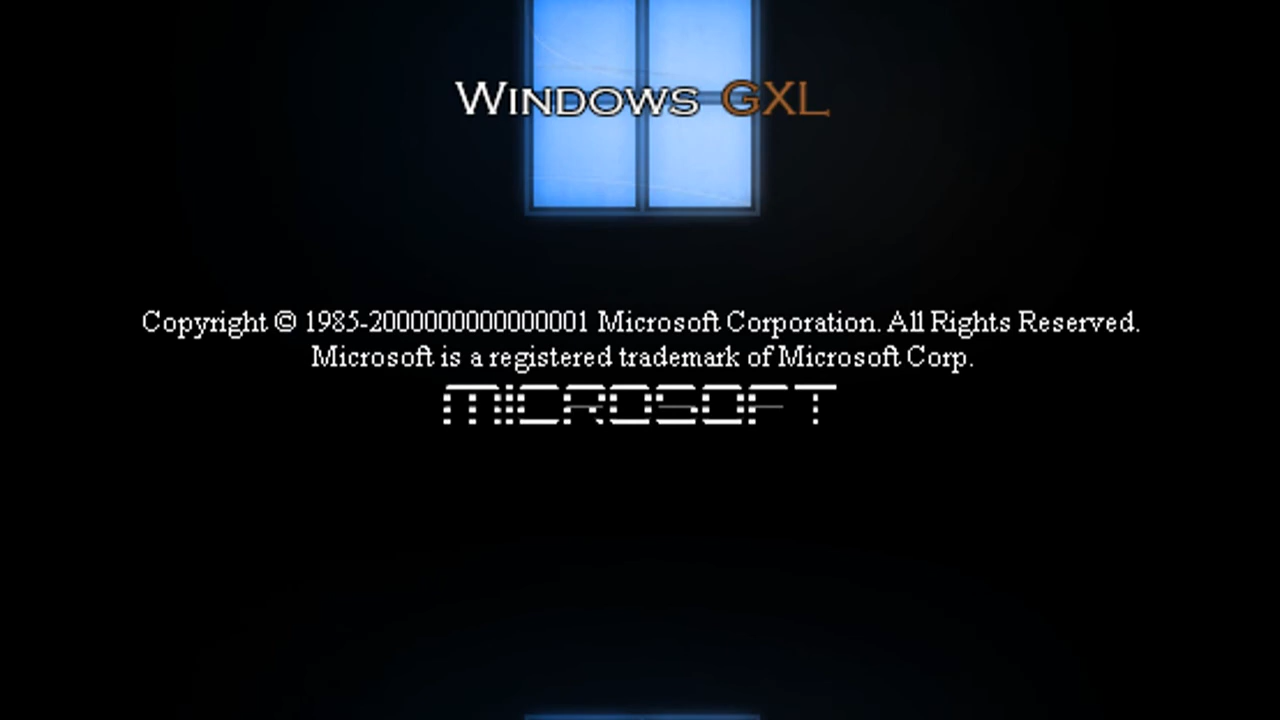 Windows GXL
Copyright © 1985-2000000000000001 Microsoft Corporation. All Rights Reserved.
Microsoft is a registered trademark of Microsoft Corp.
MICROSOFT